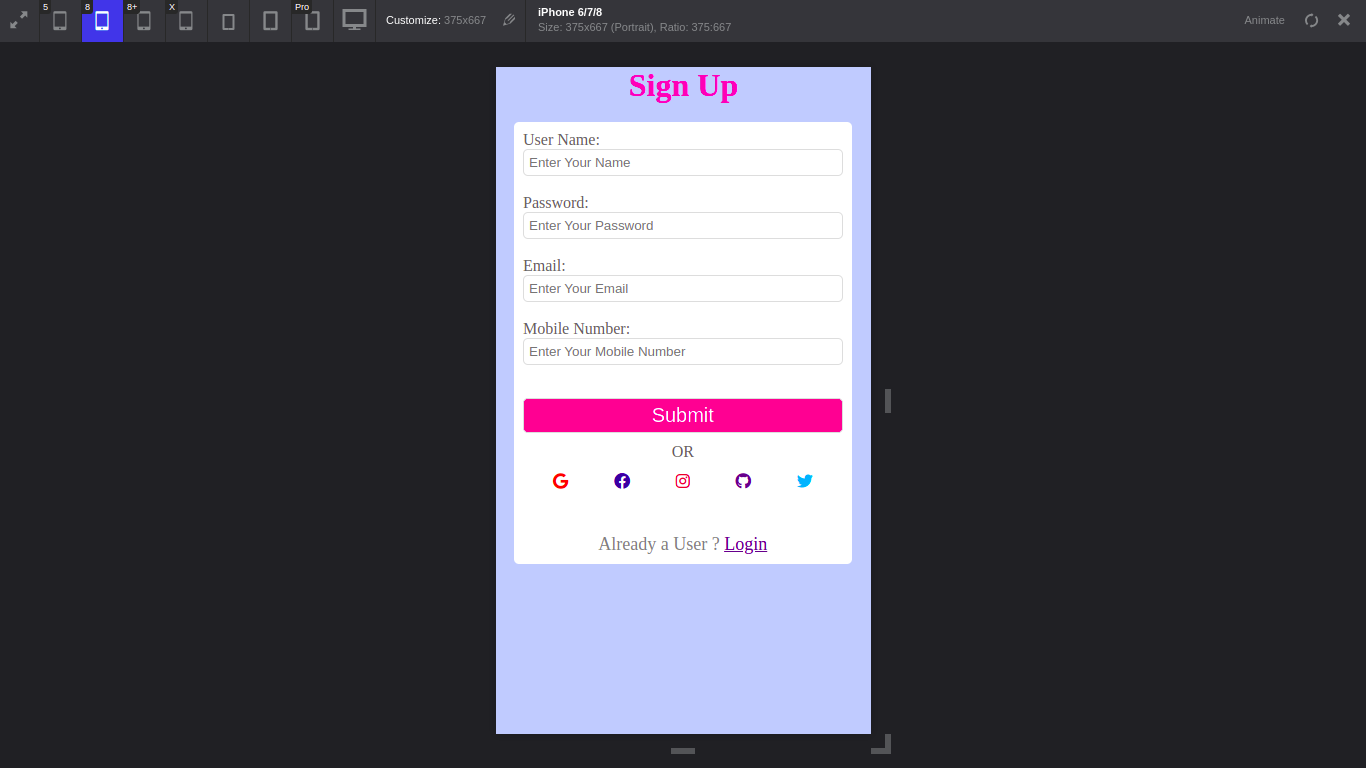 5
8
8+
X
Pro
Customize: 375x667
iPhone 6/7/8
Size: 375x667 (Portrait), Ratio: 375:667
Animate
Sign Up
User Name:
Enter Your Name
Password:
Enter Your Password
Email:
Enter Your Email
Mobile Number:
Enter Your Mobile Number
Submit
OR
Already a User ? Login